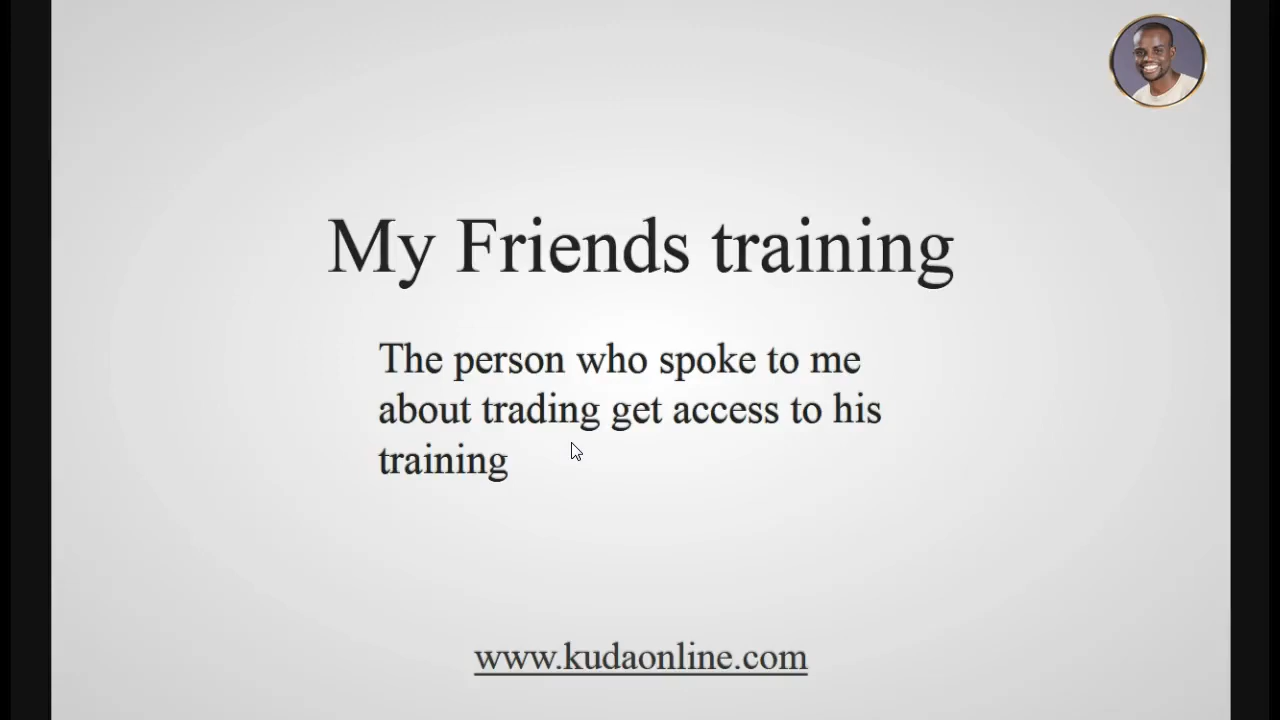 My Friends training
The person who spoke to me
about trading get access to his
training
www.kudaonline.com